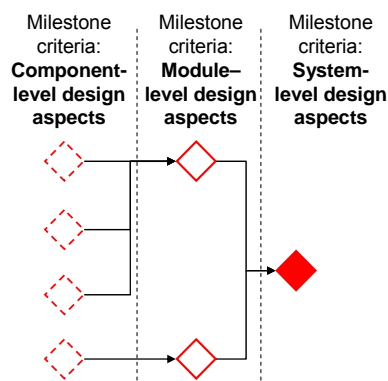 Milestone
criteria:
Component-
level design
aspects
Milestone
criteria:
Module–
level design
aspects
Milestone
criteria:
System-
level design
aspects